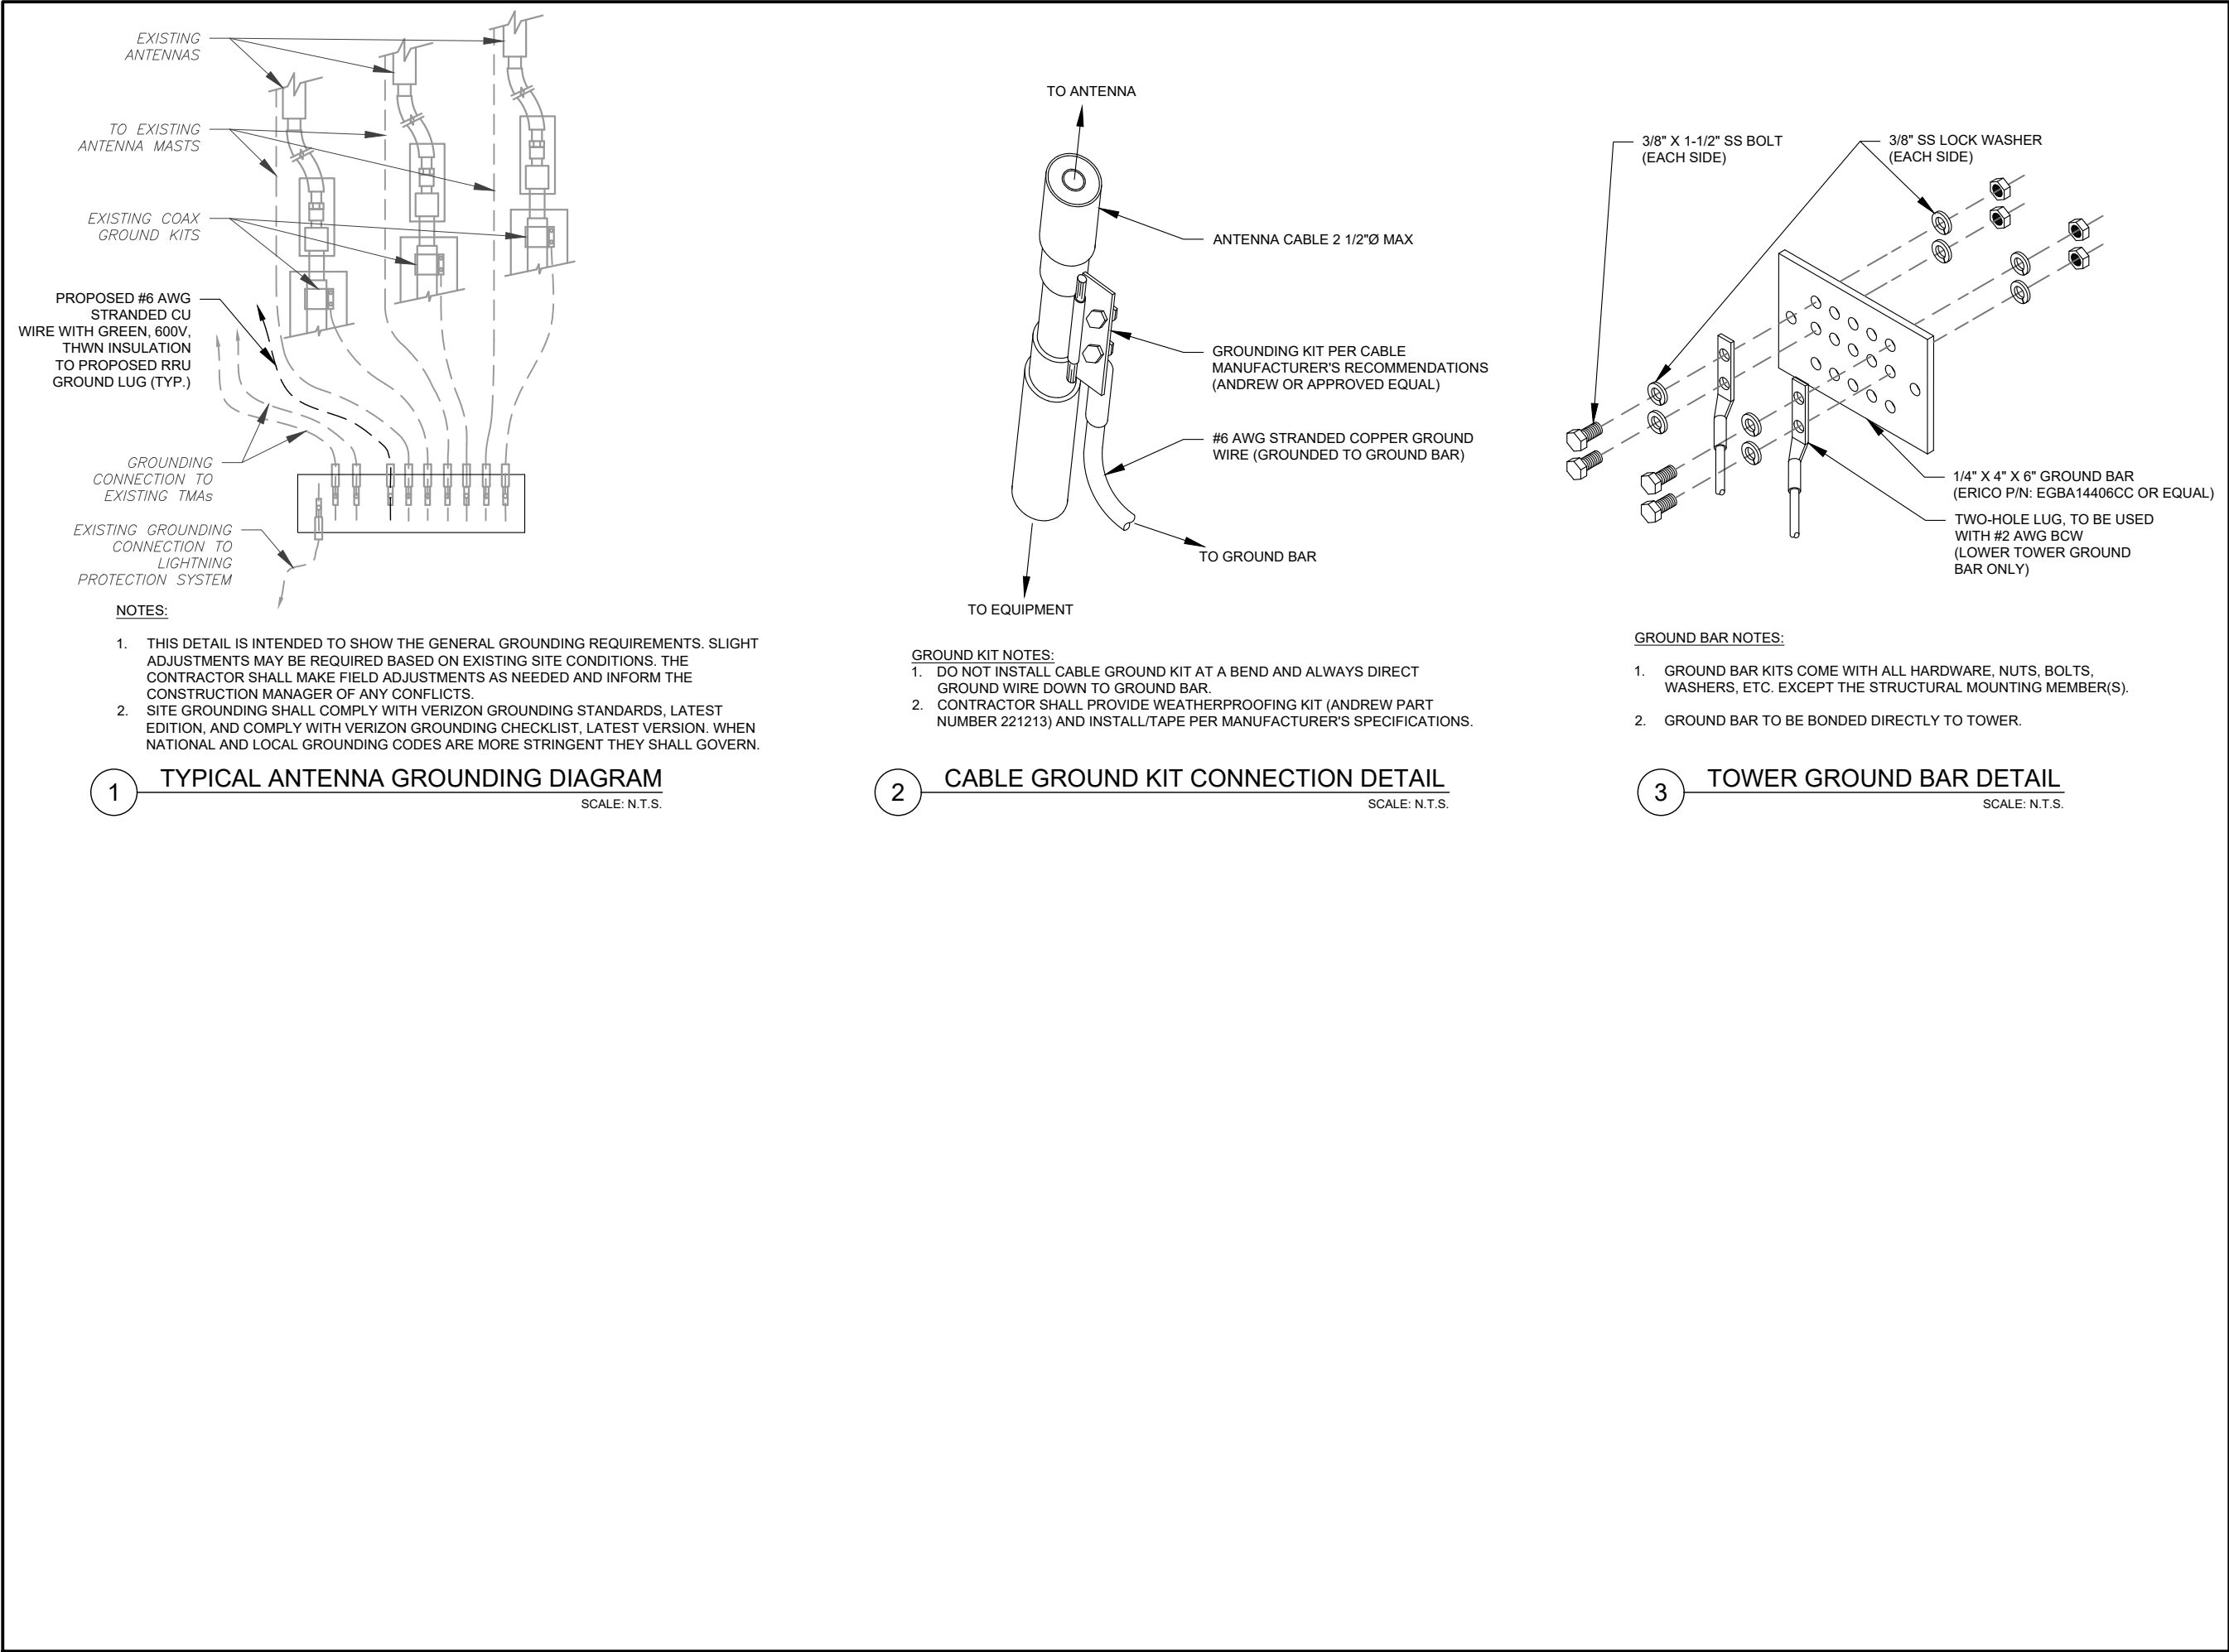 EXISTING
ANTENNAS
TO EXISTING
ANTENNA MASTS
EXISTING COAX
GROUND KITS
PROPOSED #6 AWG
STRANDED CU
WIRE WITH GREEN, 600V,
THWN INSULATION
TO PROPOSED RRU
GROUND LUG (TYP.)
GROUNDING
CONNECTION TO
EXISTING TMAs
EXISTING GROUNDING
CONNECTION TO
LIGHTNING
PROTECTION SYSTEM
NOTES:
1. THIS DETAIL IS INTENDED TO SHOW THE GENERAL GROUNDING REQUIREMENTS. SLIGHT
ADJUSTMENTS MAY BE REQUIRED BASED ON EXISTING SITE CONDITIONS. THE
CONTRACTOR SHALL MAKE FIELD ADJUSTMENTS AS NEEDED AND INFORM THE
CONSTRUCTION MANAGER OF ANY CONFLICTS.
2. SITE GROUNDING SHALL COMPLY WITH VERIZON GROUNDING STANDARDS, LATEST
EDITION, AND COMPLY WITH VERIZON GROUNDING CHECKLIST, LATEST VERSION. WHEN
NATIONAL AND LOCAL GROUNDING CODES ARE MORE STRINGENT THEY SHALL GOVERN.
1 TYPICAL ANTENNA GROUNDING DIAGRAM
SCALE: N.T.S.
TO ANTENNA
ANTENNA CABLE 2 1/2"Ø MAX
GROUNDING KIT PER CABLE
MANUFACTURER'S RECOMMENDATIONS
(ANDREW OR APPROVED EQUAL)
#6 AWG STRANDED COPPER GROUND
WIRE (GROUNDED TO GROUND BAR)
TO GROUND BAR
TO EQUIPMENT
GROUND KIT NOTES:
1. DO NOT INSTALL CABLE GROUND KIT AT A BEND AND ALWAYS DIRECT
GROUND WIRE DOWN TO GROUND BAR.
2. CONTRACTOR SHALL PROVIDE WEATHERPROOFING KIT (ANDREW PART
NUMBER 221213) AND INSTALL/TAPE PER MANUFACTURER'S SPECIFICATIONS.
2 CABLE GROUND KIT CONNECTION DETAIL
SCALE: N.T.S.
3/8" X 1-1/2" SS BOLT
(EACH SIDE)
3/8" SS LOCK WASHER
(EACH SIDE)
1/4" X 4" X 6" GROUND BAR
(ERICO P/N: EGBA14406CC OR EQUAL)
TWO-HOLE LUG, TO BE USED
WITH #2 AWG BCW
(LOWER TOWER GROUND
BAR ONLY)
GROUND BAR NOTES:
1. GROUND BAR KITS COME WITH ALL HARDWARE, NUTS, BOLTS,
WASHERS, ETC. EXCEPT THE STRUCTURAL MOUNTING MEMBER(S).
2. GROUND BAR TO BE BONDED DIRECTLY TO TOWER.
3 TOWER GROUND BAR DETAIL
SCALE: N.T.S.